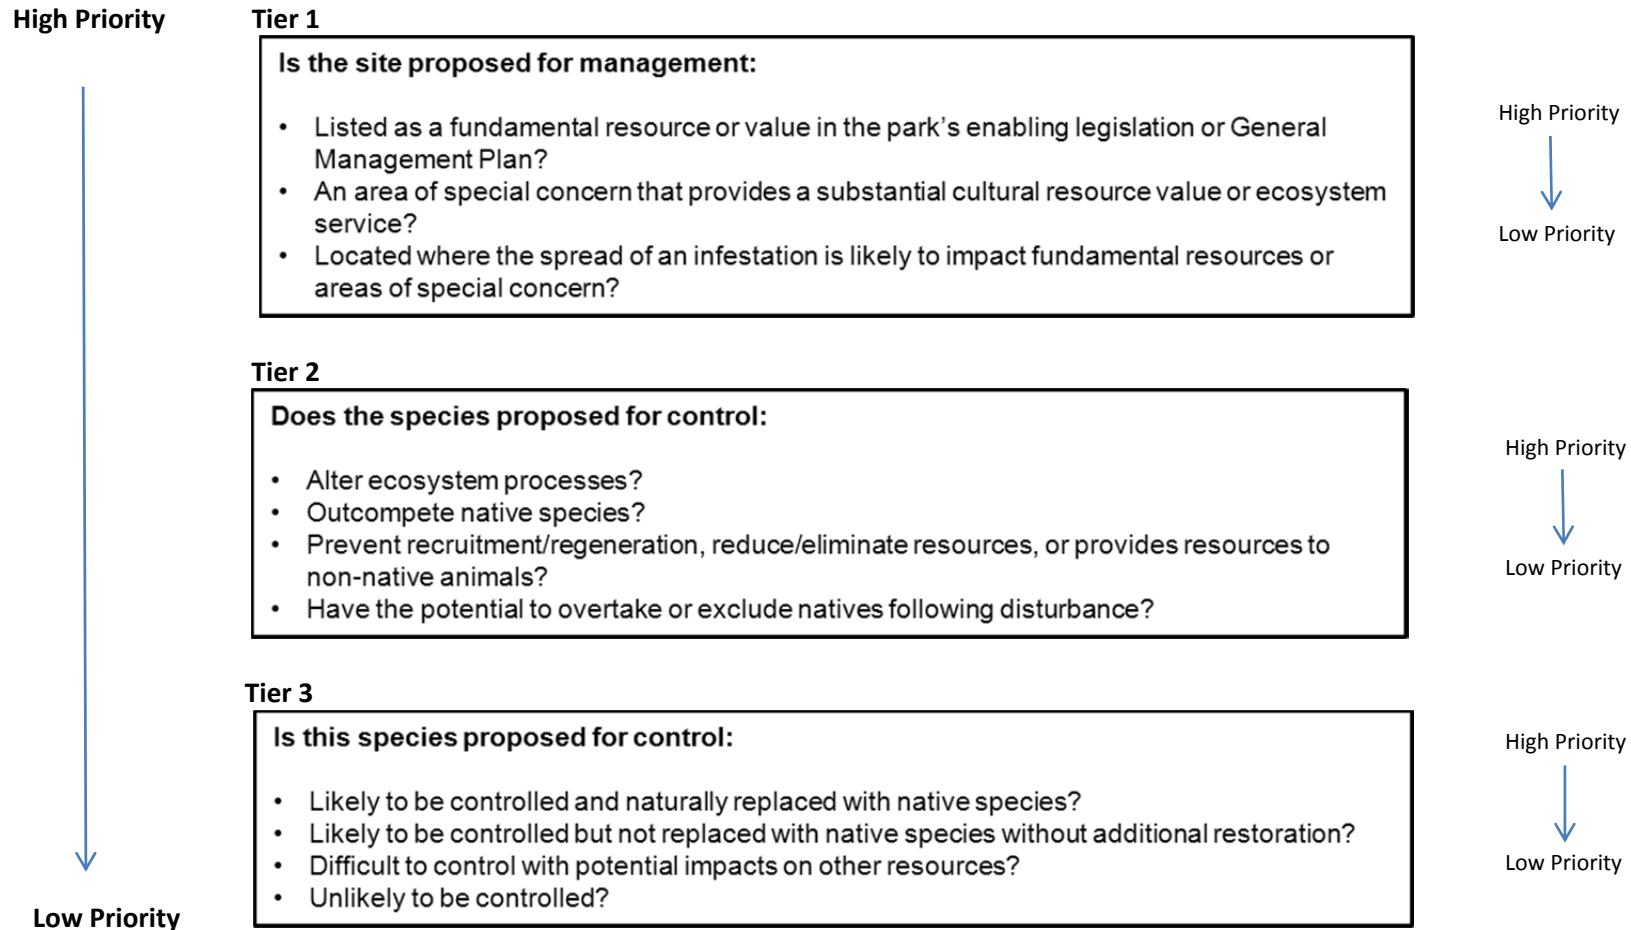 High Priority
Tier 1
Is the site proposed for management:
• Listed as a fundamental resource or value in the park's enabling legislation or General
Management Plan?
• An area of special concern that provides a substantial cultural resource value or ecosystem
service?
• Located where the spread of an infestation is likely to impact fundamental resources or
areas of special concern?
High Priority
Low Priority
Tier 2
Does the species proposed for control:
• Alter ecosystem processes?
• Outcompete native species?
• Prevent recruitment/regeneration, reduce/eliminate resources, or provides resources to
non-native animals?
• Have the potential to overtake or exclude natives following disturbance?
High Priority
Low Priority
Tier 3
Is this species proposed for control:
• Likely to be controlled and naturally replaced with native species?
• Likely to be controlled but not replaced with native species without additional restoration?
• Difficult to control with potential impacts on other resources?
• Unlikely to be controlled?
High Priority
Low Priority
Low Priority